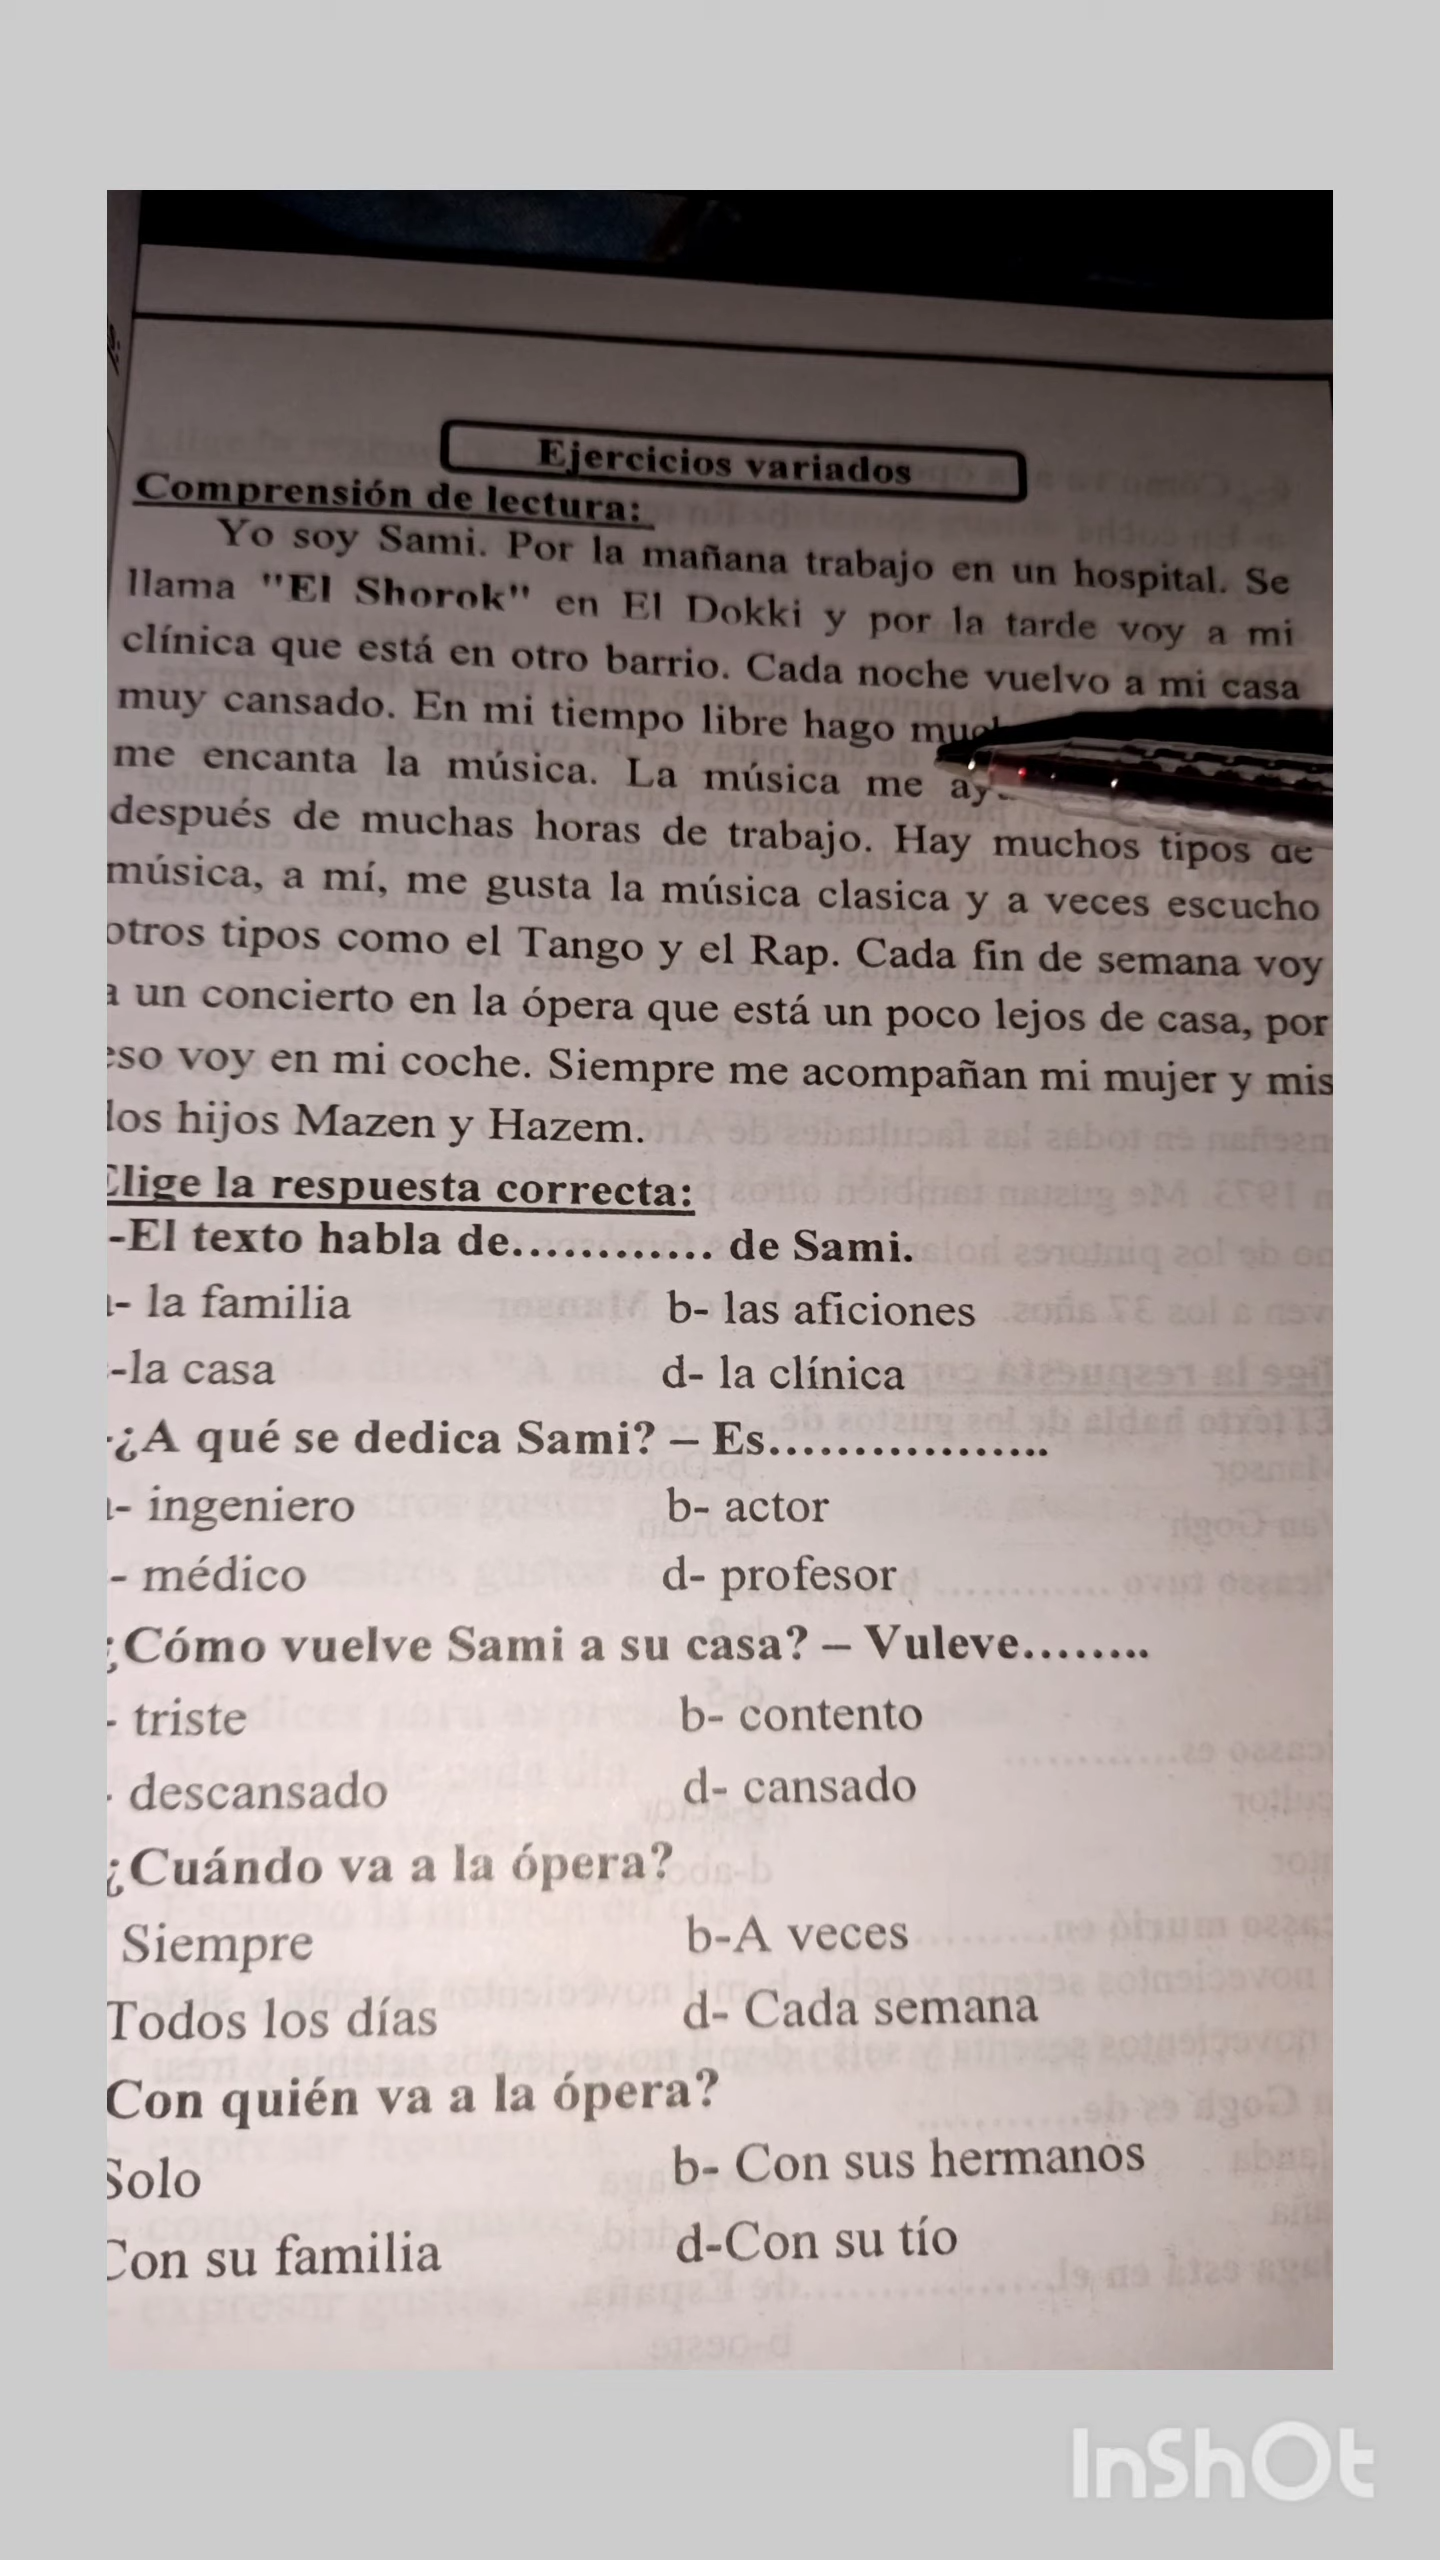 Ejercicios variados
Comprensión de lectura:
Yo soy Sami. Por la mañana trabajo en un hospital. Se
llama "El Shorok" en El Dokki y por la tarde voy a mi
clínica que está en otro barrio. Cada noche vuelvo a mi casa
muy cansado. En mi tiempo libre hago
me encanta la música. La música me
después de muchas horas de trabajo. Hay muchos tipos de
música, a mí, me gusta la música clasica y a veces escucho
otros tipos como el Tango y el Rap. Cada fin de semana voy
a un concierto en la ópera que está un poco lejos de casa, por
eso voy en mi coche. Siempre me acompañan mi mujer y mis
dos hijos Mazen y Hazem.
Elige la respuesta correcta:
-El texto habla de............ de Sami.
- la familia b- las aficiones
-la casa d- la clínica
-¿A qué se dedica Sami? – Es.................
- ingeniero b- actor
- médico d- profesor
¿Cómo vuelve Sami a su casa? – Vuleve........
- triste b- contento
- descansado d- cansado
¿Cuándo va a la ópera?
Siempre b-A veces
Todos los días d- Cada semana
Con quién va a la ópera?
Solo b- Con sus hermanos
Con su familia d-Con su tío
InShOt